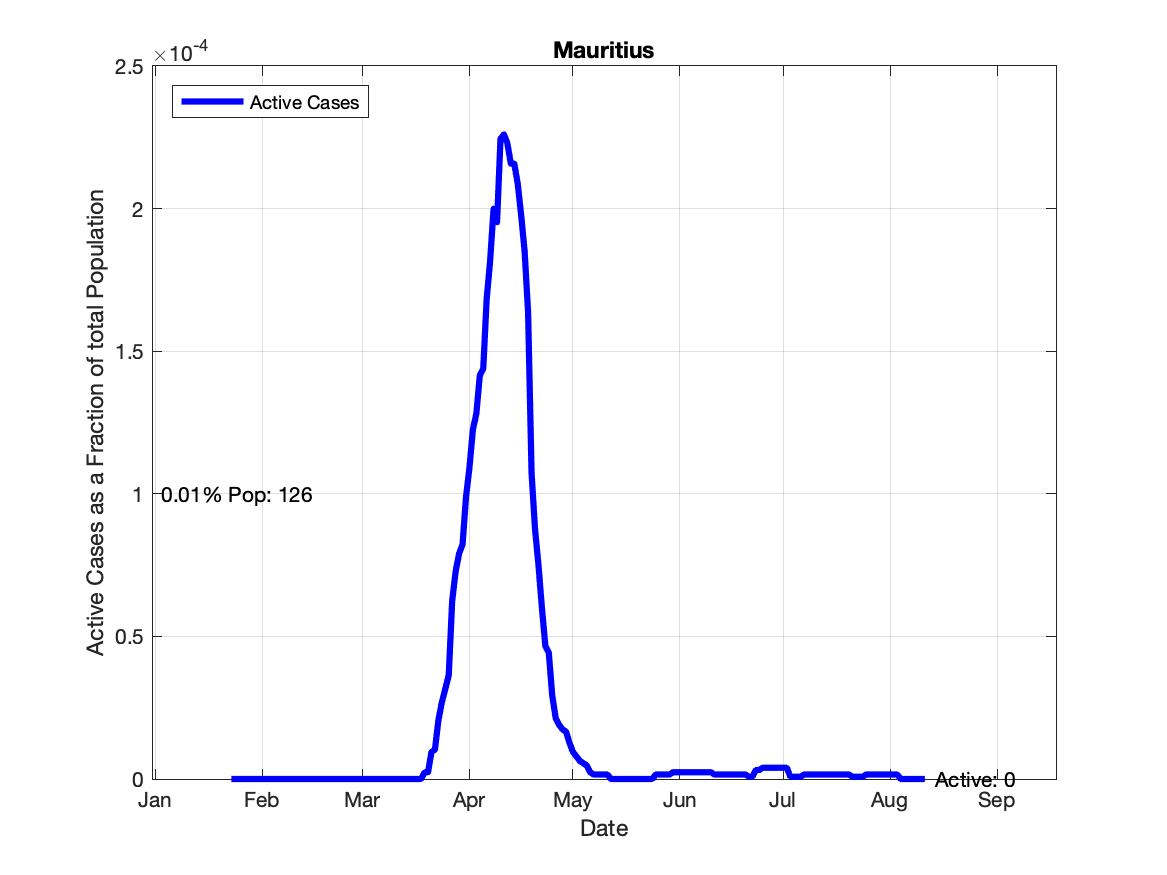 Mauritius
×10-4
2.5
2
1.5
1
0.5
0
Active Cases
0.01% Pop: 126
Active: 0
Active Cases as a Fraction of total Population
Jan Feb Mar Apr May Jun Jul Aug Sep
Date